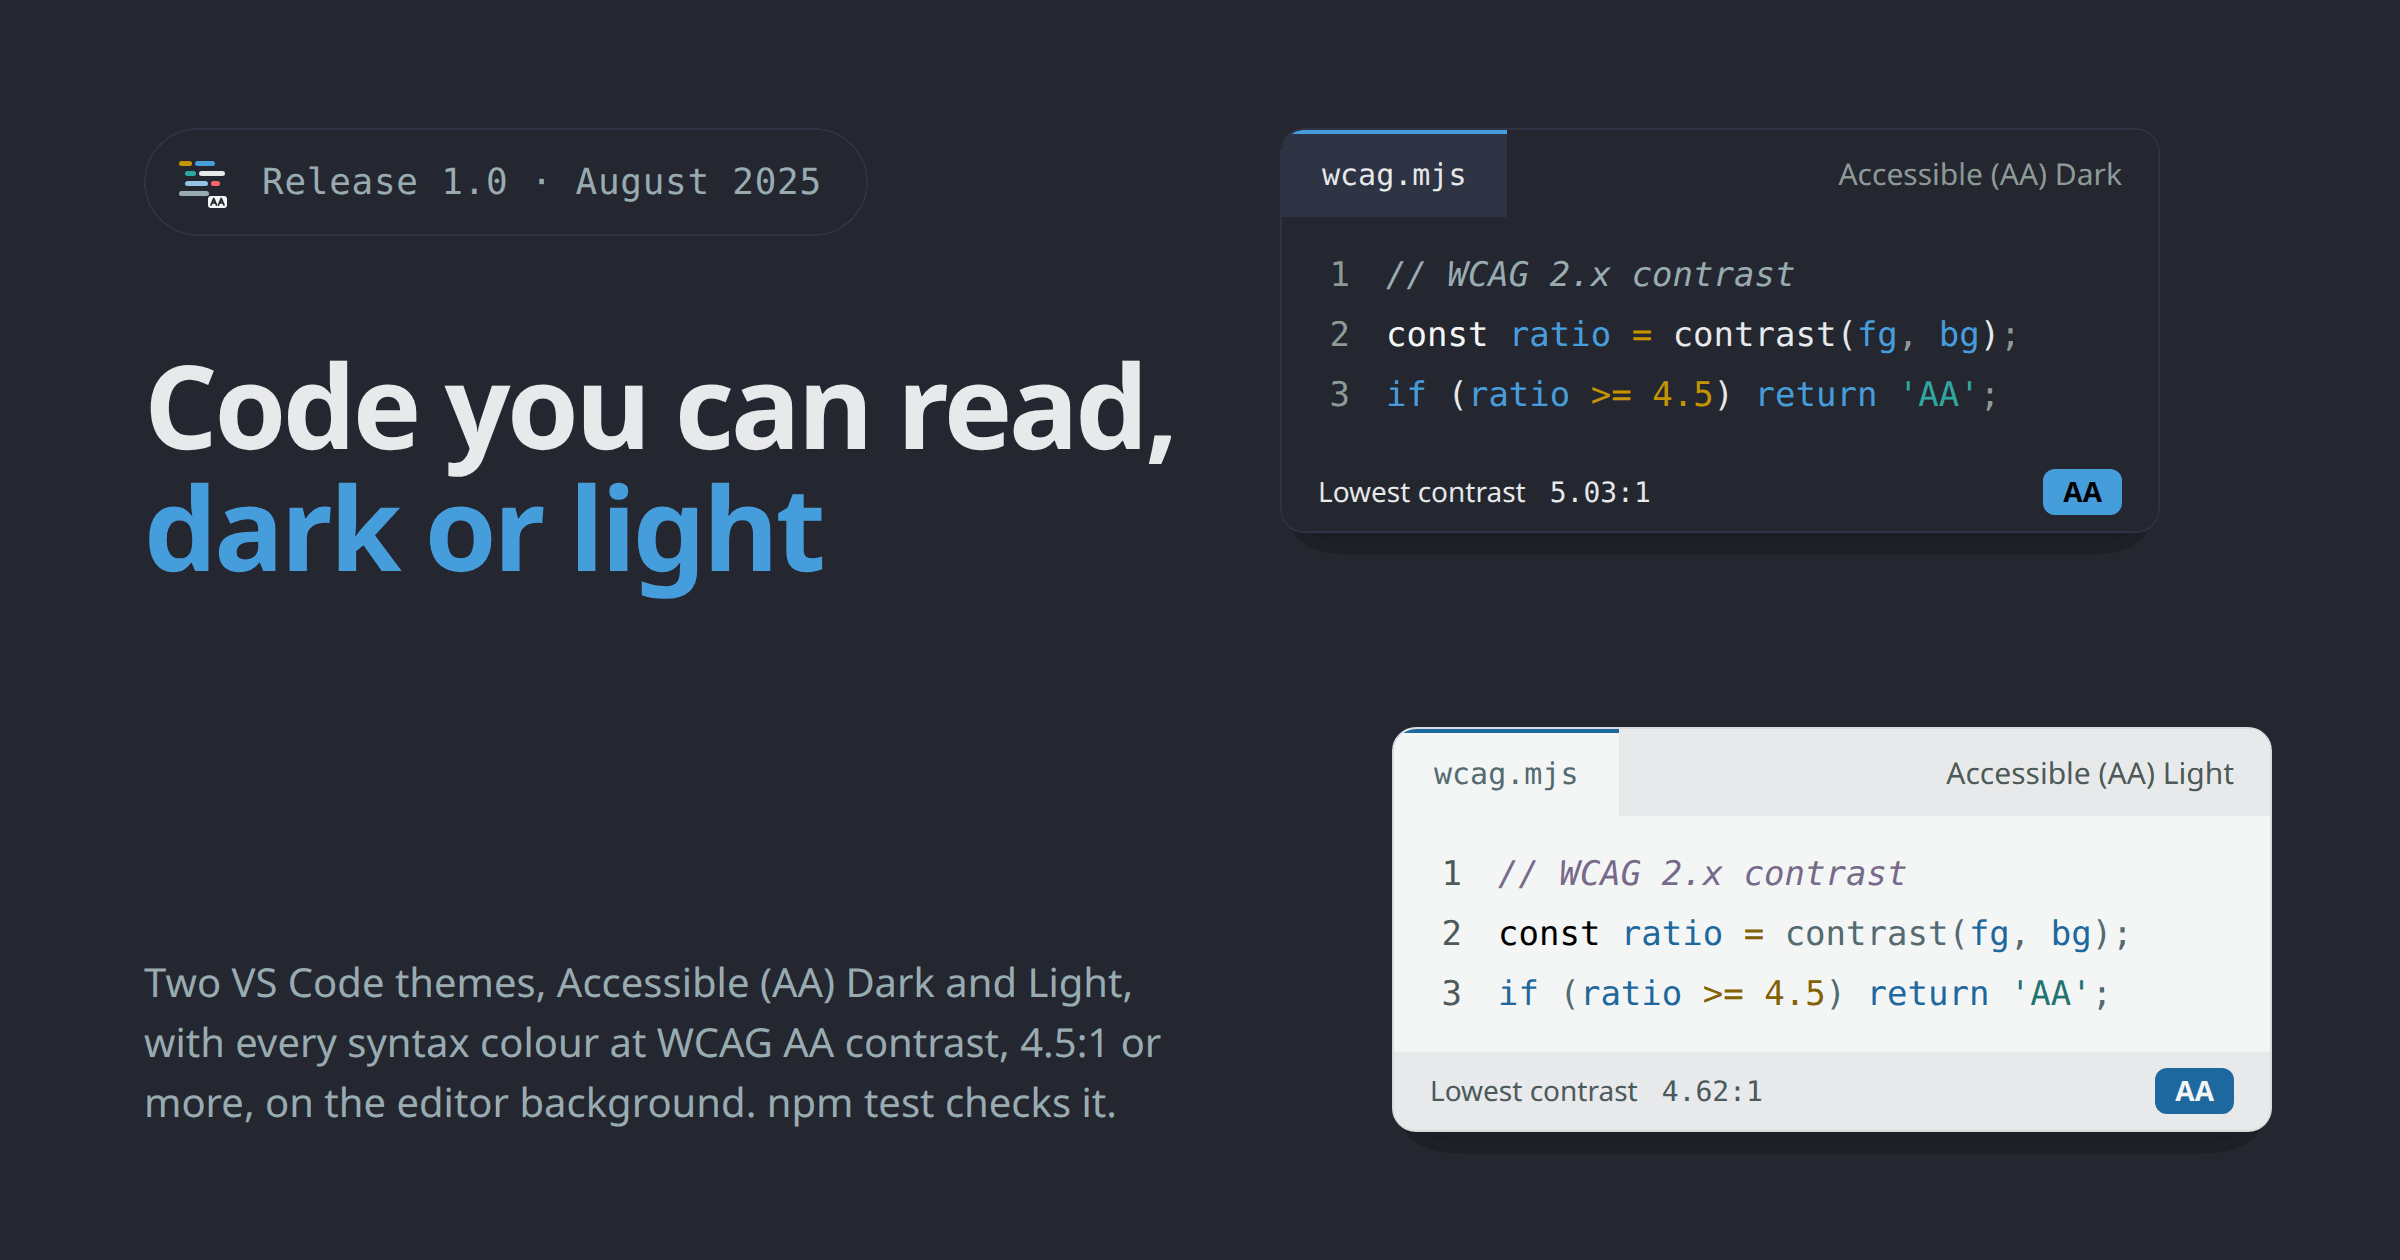 AA
Release 1.0 · August 2025
Code you can read,
dark or light
Two VS Code themes, Accessible (AA) Dark and Light,
with every syntax colour at WCAG AA contrast, 4.5:1 or
more, on the editor background. npm test checks it.
wcag.mjs
Accessible (AA) Dark
1 // WCAG 2.x contrast
2 const ratio = contrast(fg, bg);
3 if (ratio >= 4.5) return 'AA';
Lowest contrast 5.03:1
AA
wcag.mjs
Accessible (AA) Light
1 // WCAG 2.x contrast
2 const ratio = contrast(fg, bg);
3 if (ratio >= 4.5) return 'AA';
Lowest contrast 4.62:1
AA